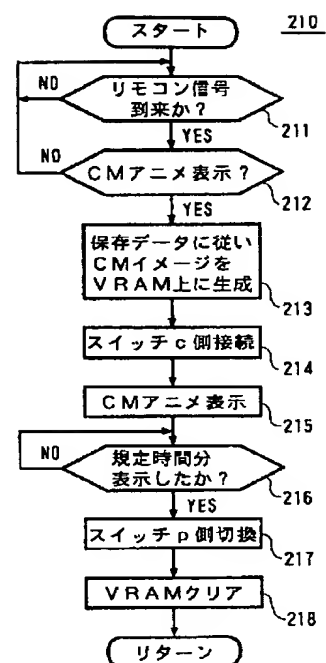 210
スタート
NO
リモコン信号
到来か?
211
YES
NO
CMアニメ表示?
212
YES
保存データに従い
CMイメージを
VRAM上に生成
213
スイッチc側接続
214
CMアニメ表示
215
NO
規定時間分
表示したか?
216
YES
スイッチp側切換
217
VRAMクリア
218
リターン